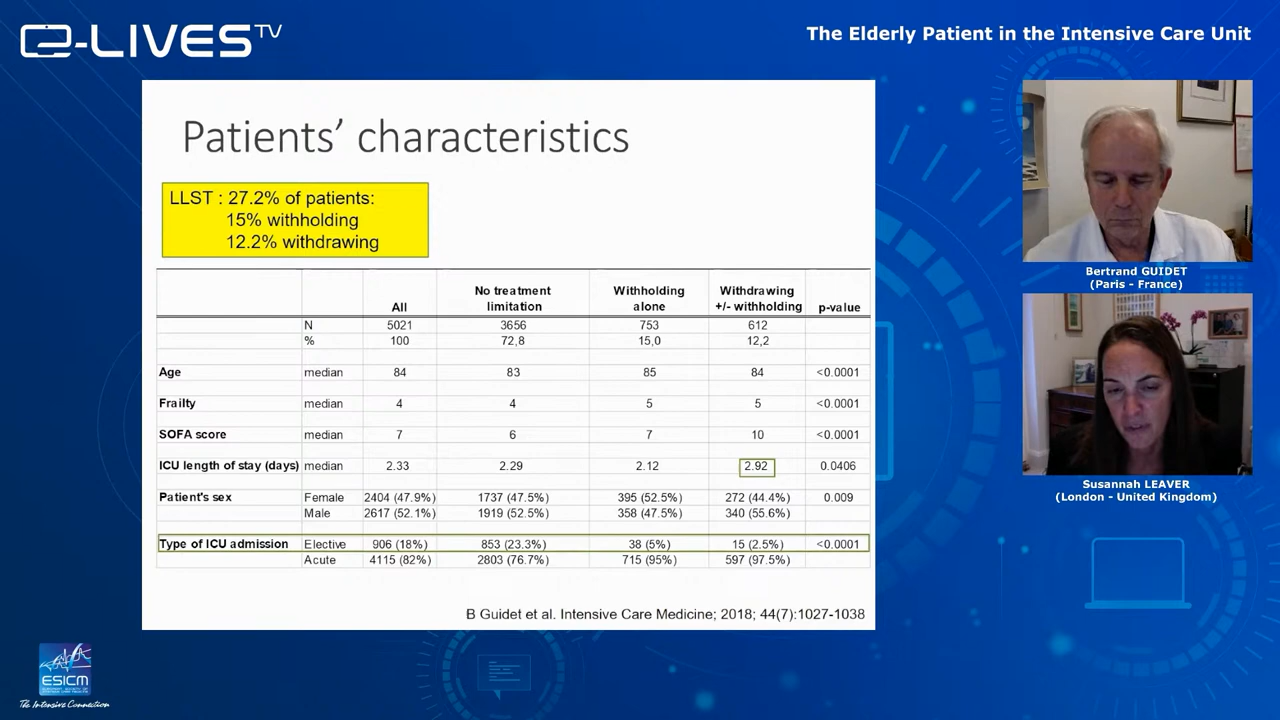 e-LIVES TV
The Elderly Patient in the Intensive Care Unit
Patients' characteristics
LLST : 27.2% of patients:
15% withholding
12.2% withdrawing
All No treatment limitation Withholding alone Withdrawing +/- withholding p-value
N 5021 3656 753 612
% 100 72,8 15,0 12,2
Age median 84 83 85 84 <0.0001
Frailty median 4 4 5 5 <0.0001
SOFA score median 7 6 7 10 <0.0001
ICU length of stay (days) median 2.33 2.29 2.12 2.92 0.0406
Patient's sex Female 2404 (47.9%) 1737 (47.5%) 395 (52.5%) 272 (44.4%) 0.009
Male 2617 (52.1%) 1919 (52.5%) 358 (47.5%) 340 (55.6%)
Type of ICU admission Elective 906 (18%) 853 (23.3%) 38 (5%) 15 (2.5%) <0.0001
Acute 4115 (82%) 2803 (76.7%) 715 (95%) 597 (97.5%)
B Guidet et al. Intensive Care Medicine; 2018; 44(7):1027-1038
Bertrand GUIDET
(Paris - France)
Susannah LEAVER
(London - United Kingdom)
ESICM
The Intensive Connection